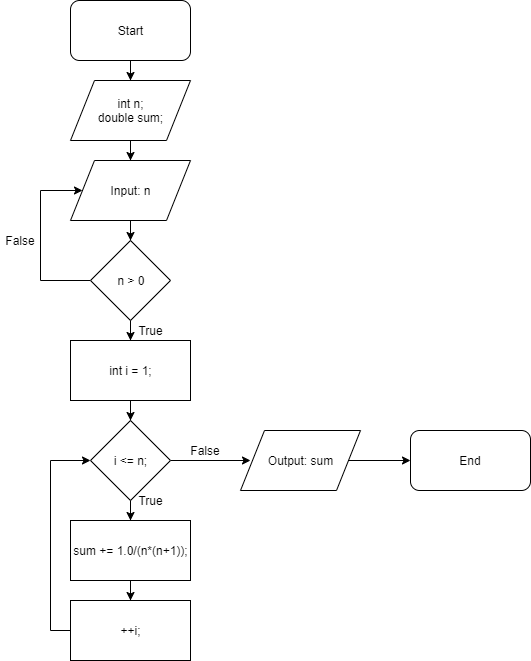 Start
int n;
double sum;
Input: n
False
n > 0
True
int i = 1;
i <= n;
False
Output: sum
End
True
sum += 1.0/(n*(n+1));
++i;